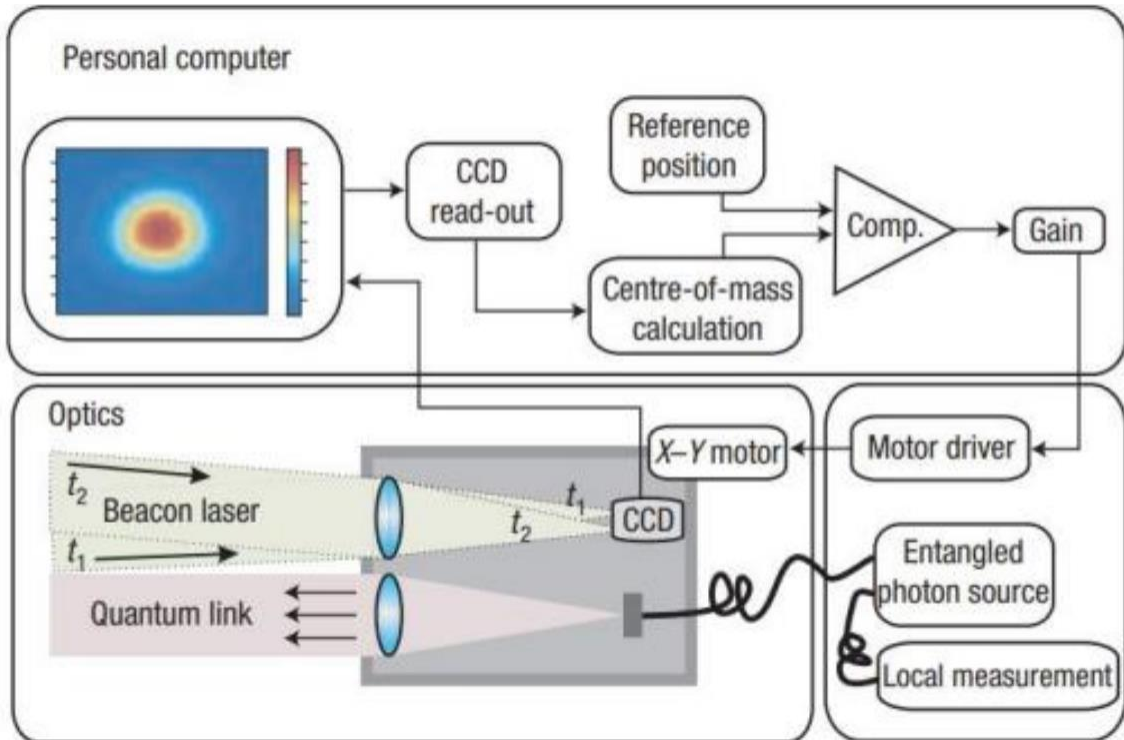 Personal computer
CCD
read-out
Reference
position
Centre-of-mass
calculation
Comp.
Gain
Optics
t2
Beacon laser
t1
t1
t2
CCD
X–Y motor
Motor driver
Quantum link
Entangled
photon source
Local measurement